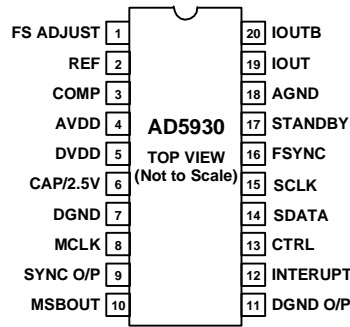 FS ADJUST 1
REF 2
COMP 3
AVDD 4
DVDD 5
CAP/2.5V 6
DGND 7
MCLK 8
SYNC O/P 9
MSBOUT 10
AD5930
TOP VIEW
(Not to Scale)
20 IOUTB
19 IOUT
18 AGND
17 STANDBY
16 FSYNC
15 SCLK
14 SDATA
13 CTRL
12 INTERUPT
11 DGND O/P